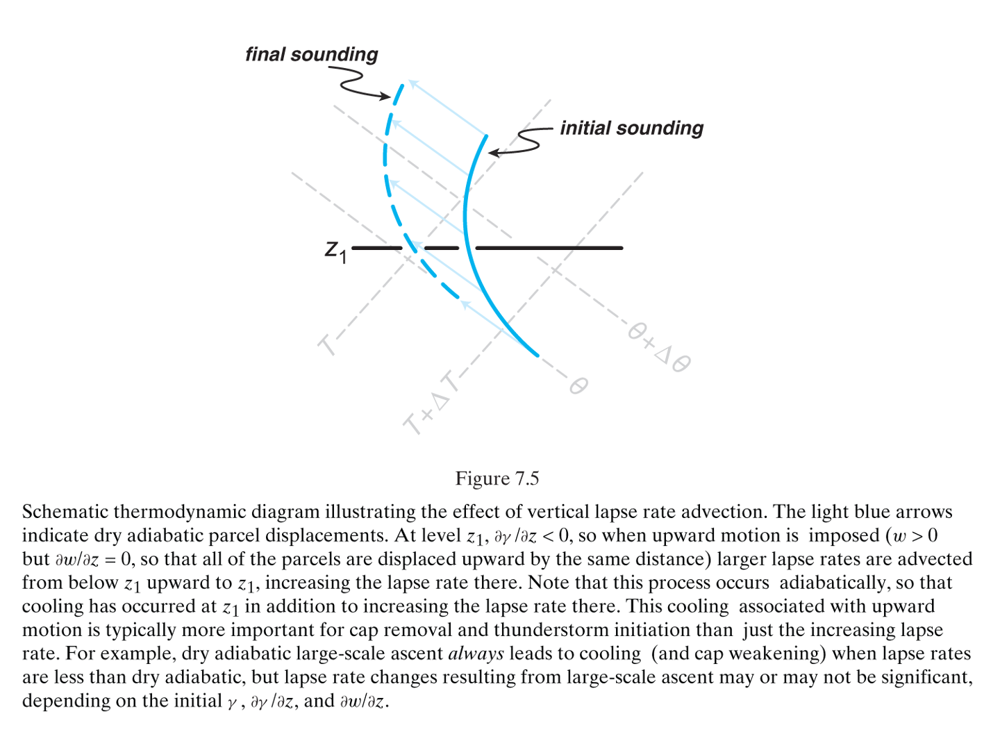 final sounding
initial sounding
z1
θ+Δθ
T
θ
T+ΔT
Figure 7.5
Schematic thermodynamic diagram illustrating the effect of vertical lapse rate advection. The light blue arrows
indicate dry adiabatic parcel displacements. At level z1, ∂γ/∂z < 0, so when upward motion is imposed (w > 0
but ∂w/∂z = 0, so that all of the parcels are displaced upward by the same distance) larger lapse rates are advected
from below z1 upward to z1, increasing the lapse rate there. Note that this process occurs adiabatically, so that
cooling has occurred at z1 in addition to increasing the lapse rate there. This cooling associated with upward
motion is typically more important for cap removal and thunderstorm initiation than just the increasing lapse
rate. For example, dry adiabatic large-scale ascent always leads to cooling (and cap weakening) when lapse rates
are less than dry adiabatic, but lapse rate changes resulting from large-scale ascent may or may not be significant,
depending on the initial γ, ∂γ/∂z, and ∂w/∂z.